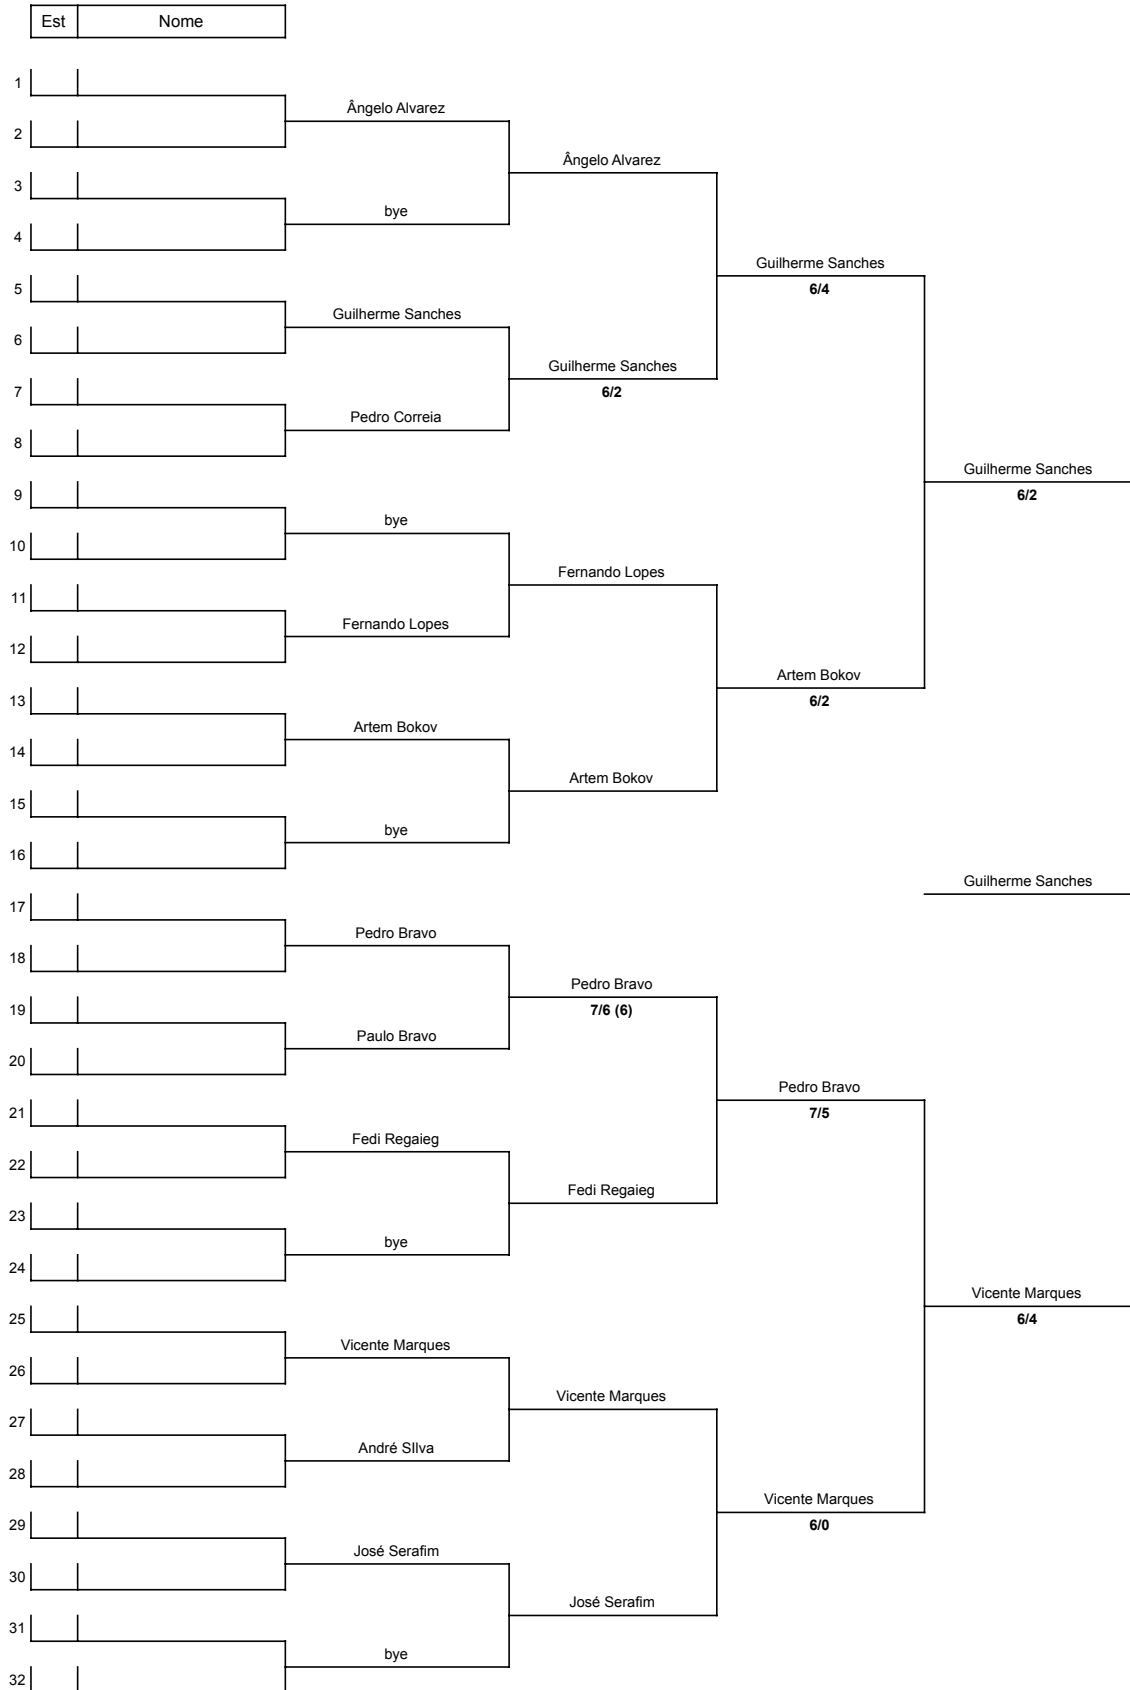 Est Nome
1
Ângelo Alvarez
2
Ângelo Alvarez
3
bye
4
Guilherme Sanches
6/4
5
Guilherme Sanches
6
Guilherme Sanches
6/2
7
Pedro Correia
8
Guilherme Sanches
6/2
9
bye
10
Fernando Lopes
11
Fernando Lopes
12
Artem Bokov
6/2
13
Artem Bokov
14
Artem Bokov
15
bye
16
Guilherme Sanches
17
Pedro Bravo
18
Pedro Bravo
7/6 (6)
19
Paulo Bravo
20
Pedro Bravo
7/5
21
Fedi Regaieg
22
Fedi Regaieg
23
bye
24
Vicente Marques
6/4
25
Vicente Marques
26
Vicente Marques
27
André SIlva
28
Vicente Marques
6/0
29
José Serafim
30
José Serafim
31
bye
32